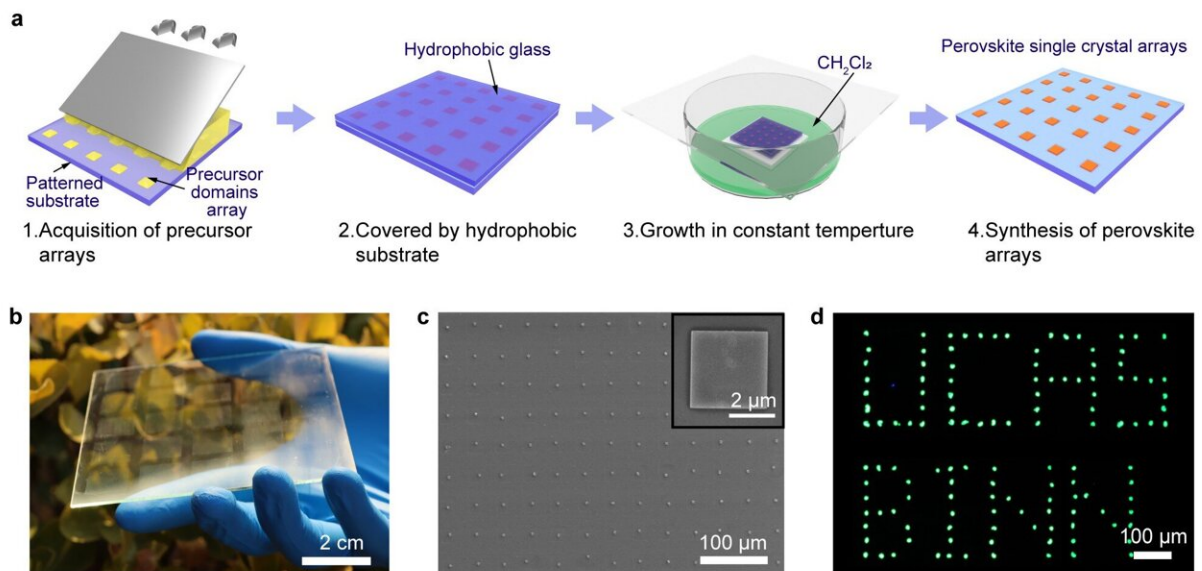 a
Hydrophobic glass
CH₂Cl₂
Perovskite single crystal arrays
Patterned
substrate
Precursor
domains
array
1.Acquisition of precursor
arrays
2.Covered by hydrophobic
substrate
3.Growth in constant temperture
4.Synthesis of perovskite
arrays
b
2 cm
c
2 μm
100 μm
d
UCAS
BINN
100 μm